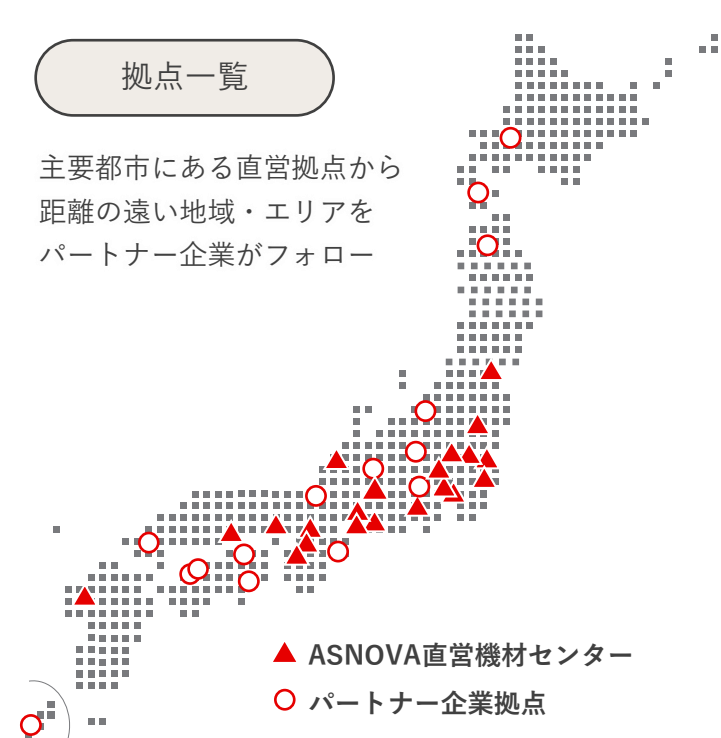 拠点一覧
主要都市にある直営拠点から
距離の遠い地域・エリアを
パートナー企業がフォロー
ASNOVA直営機材センター
パートナー企業拠点